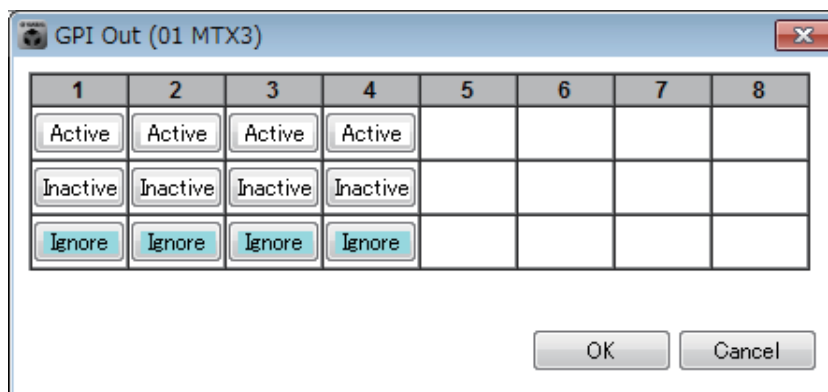 GPI Out (01 MTX3)
1 2 3 4 5 6 7 8
Active Active Active Active
Inactive Inactive Inactive Inactive
Ignore Ignore Ignore Ignore
OK Cancel